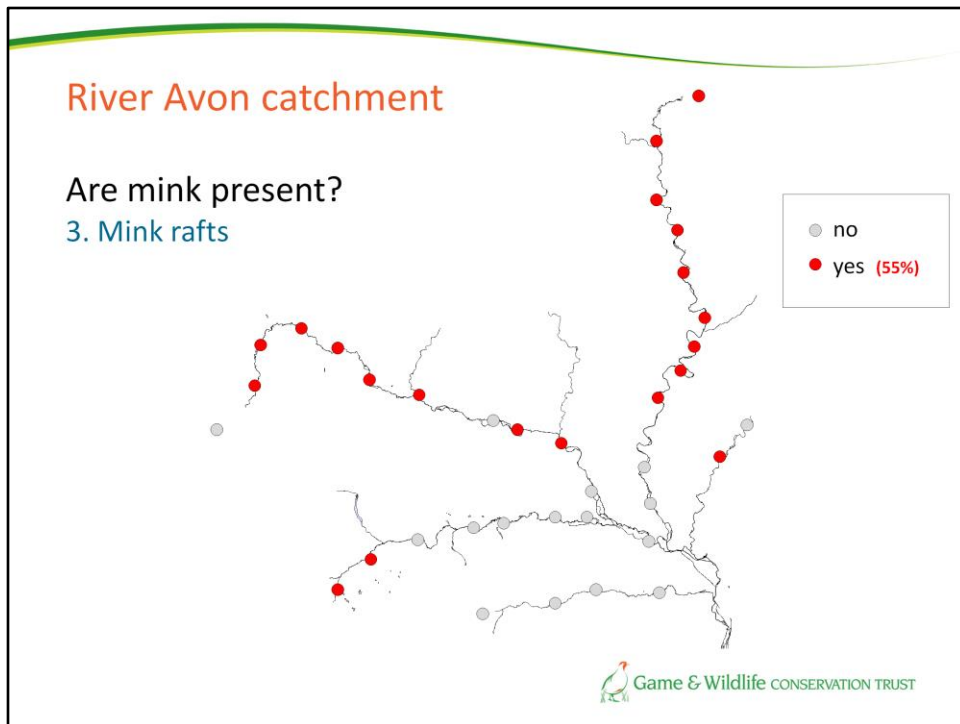 River Avon catchment
Are mink present?
3. Mink rafts
no
yes (55%)
Game & Wildlife CONSERVATION TRUST